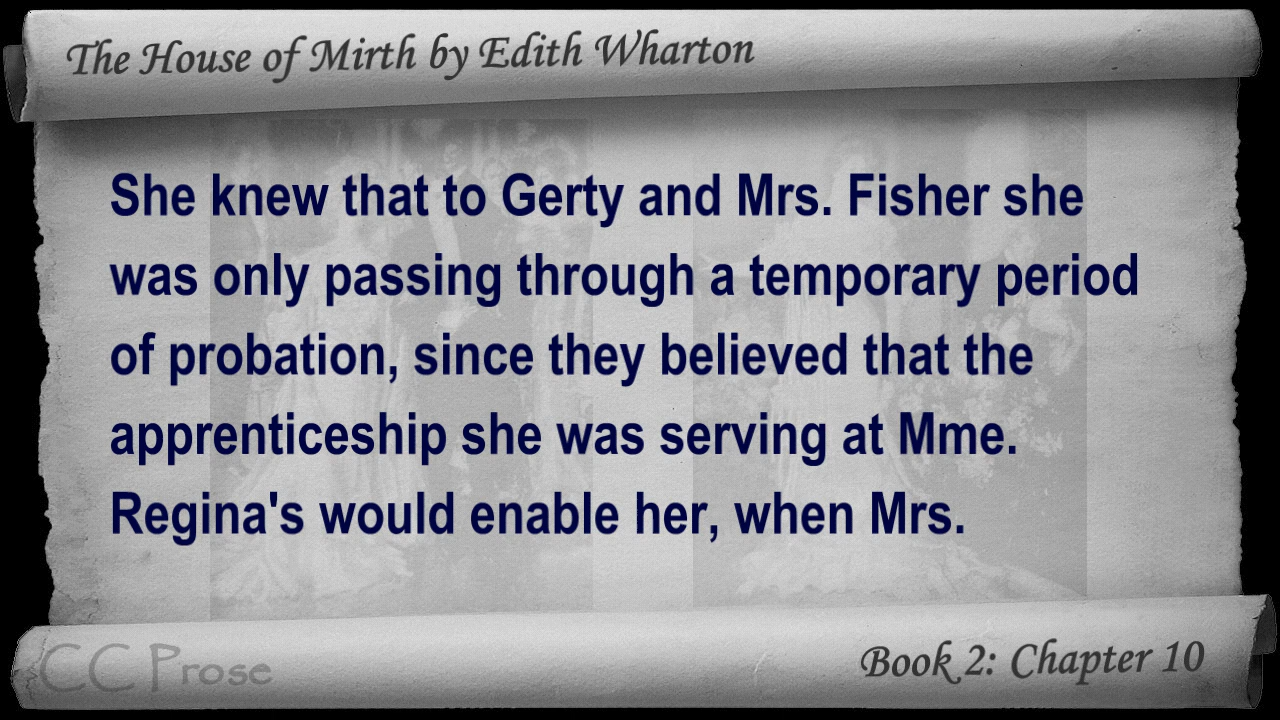 The House of Mirth by Edith Wharton
She knew that to Gerty and Mrs. Fisher she
was only passing through a temporary period
of probation, since they believed that the
apprenticeship she was serving at Mme.
Regina's would enable her, when Mrs.
CC Prose
Book 2: Chapter 10